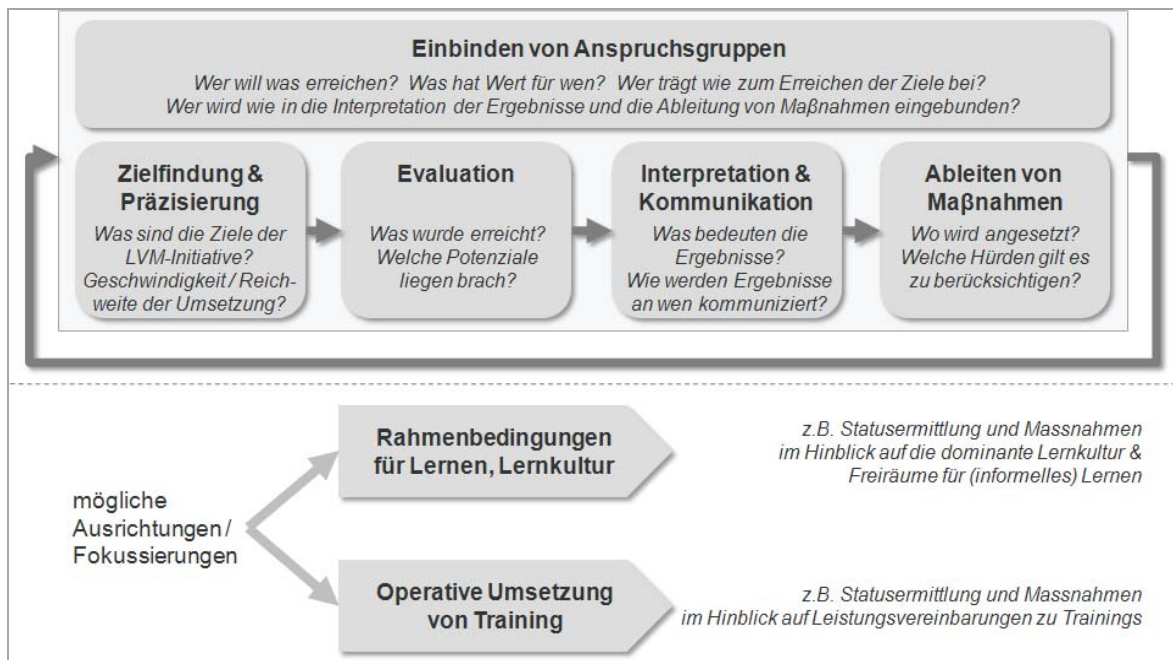 Einbinden von Anspruchsgruppen
Wer will was erreichen? Was hat Wert für wen? Wer trägt wie zum Erreichen der Ziele bei?
Wer wird wie in die Interpretation der Ergebnisse und die Ableitung von Maßnahmen eingebunden?
Zielfindung &
Präzisierung
Was sind die Ziele der
LVM-Initiative?
Geschwindigkeit / Reich-
weite der Umsetzung?
Evaluation
Was wurde erreicht?
Welche Potenziale
liegen brach?
Interpretation &
Kommunikation
Was bedeuten die
Ergebnisse?
Wie werden Ergebnisse
an wen kommuniziert?
Ableiten von
Maßnahmen
Wo wird angesetzt?
Welche Hürden gilt es
zu berücksichtigen?
mögliche
Ausrichtungen /
Fokussierungen
Rahmenbedingungen
für Lernen, Lernkultur
z.B. Statusermittlung und Massnahmen
im Hinblick auf die dominante Lernkultur &
Freiräume für (informelles) Lernen
Operative Umsetzung
von Training
z.B. Statusermittlung und Massnahmen
im Hinblick auf Leistungsvereinbarungen zu Trainings